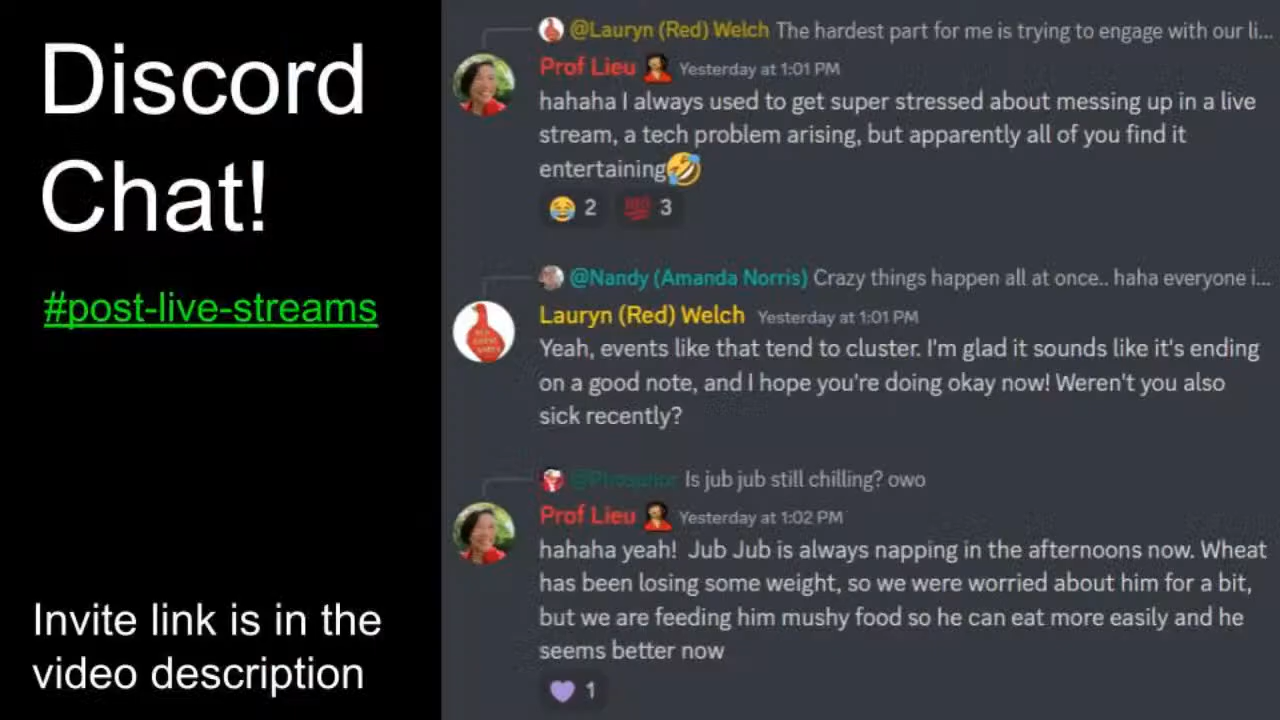 Discord
Chat!
#post-live-streams
Invite link is in the
video description
@Lauryn (Red) Welch The hardest part for me is trying to engage with our li...
Prof Lieu Yesterday at 1:01 PM
hahaha I always used to get super stressed about messing up in a live
stream, a tech problem arising, but apparently all of you find it
entertaining🤣
😂 2 💯 3
@Nandy (Amanda Norris) Crazy things happen all at once.. haha everyone i...
Lauryn (Red) Welch Yesterday at 1:01 PM
Yeah, events like that tend to cluster. I'm glad it sounds like it's ending
on a good note, and I hope you're doing okay now! Weren't you also
sick recently?
Is jub jub still chilling? owo
Prof Lieu Yesterday at 1:02 PM
hahaha yeah! Jub Jub is always napping in the afternoons now. Wheat
has been losing some weight, so we were worried about him for a bit,
but we are feeding him mushy food so he can eat more easily and he
seems better now
💜 1